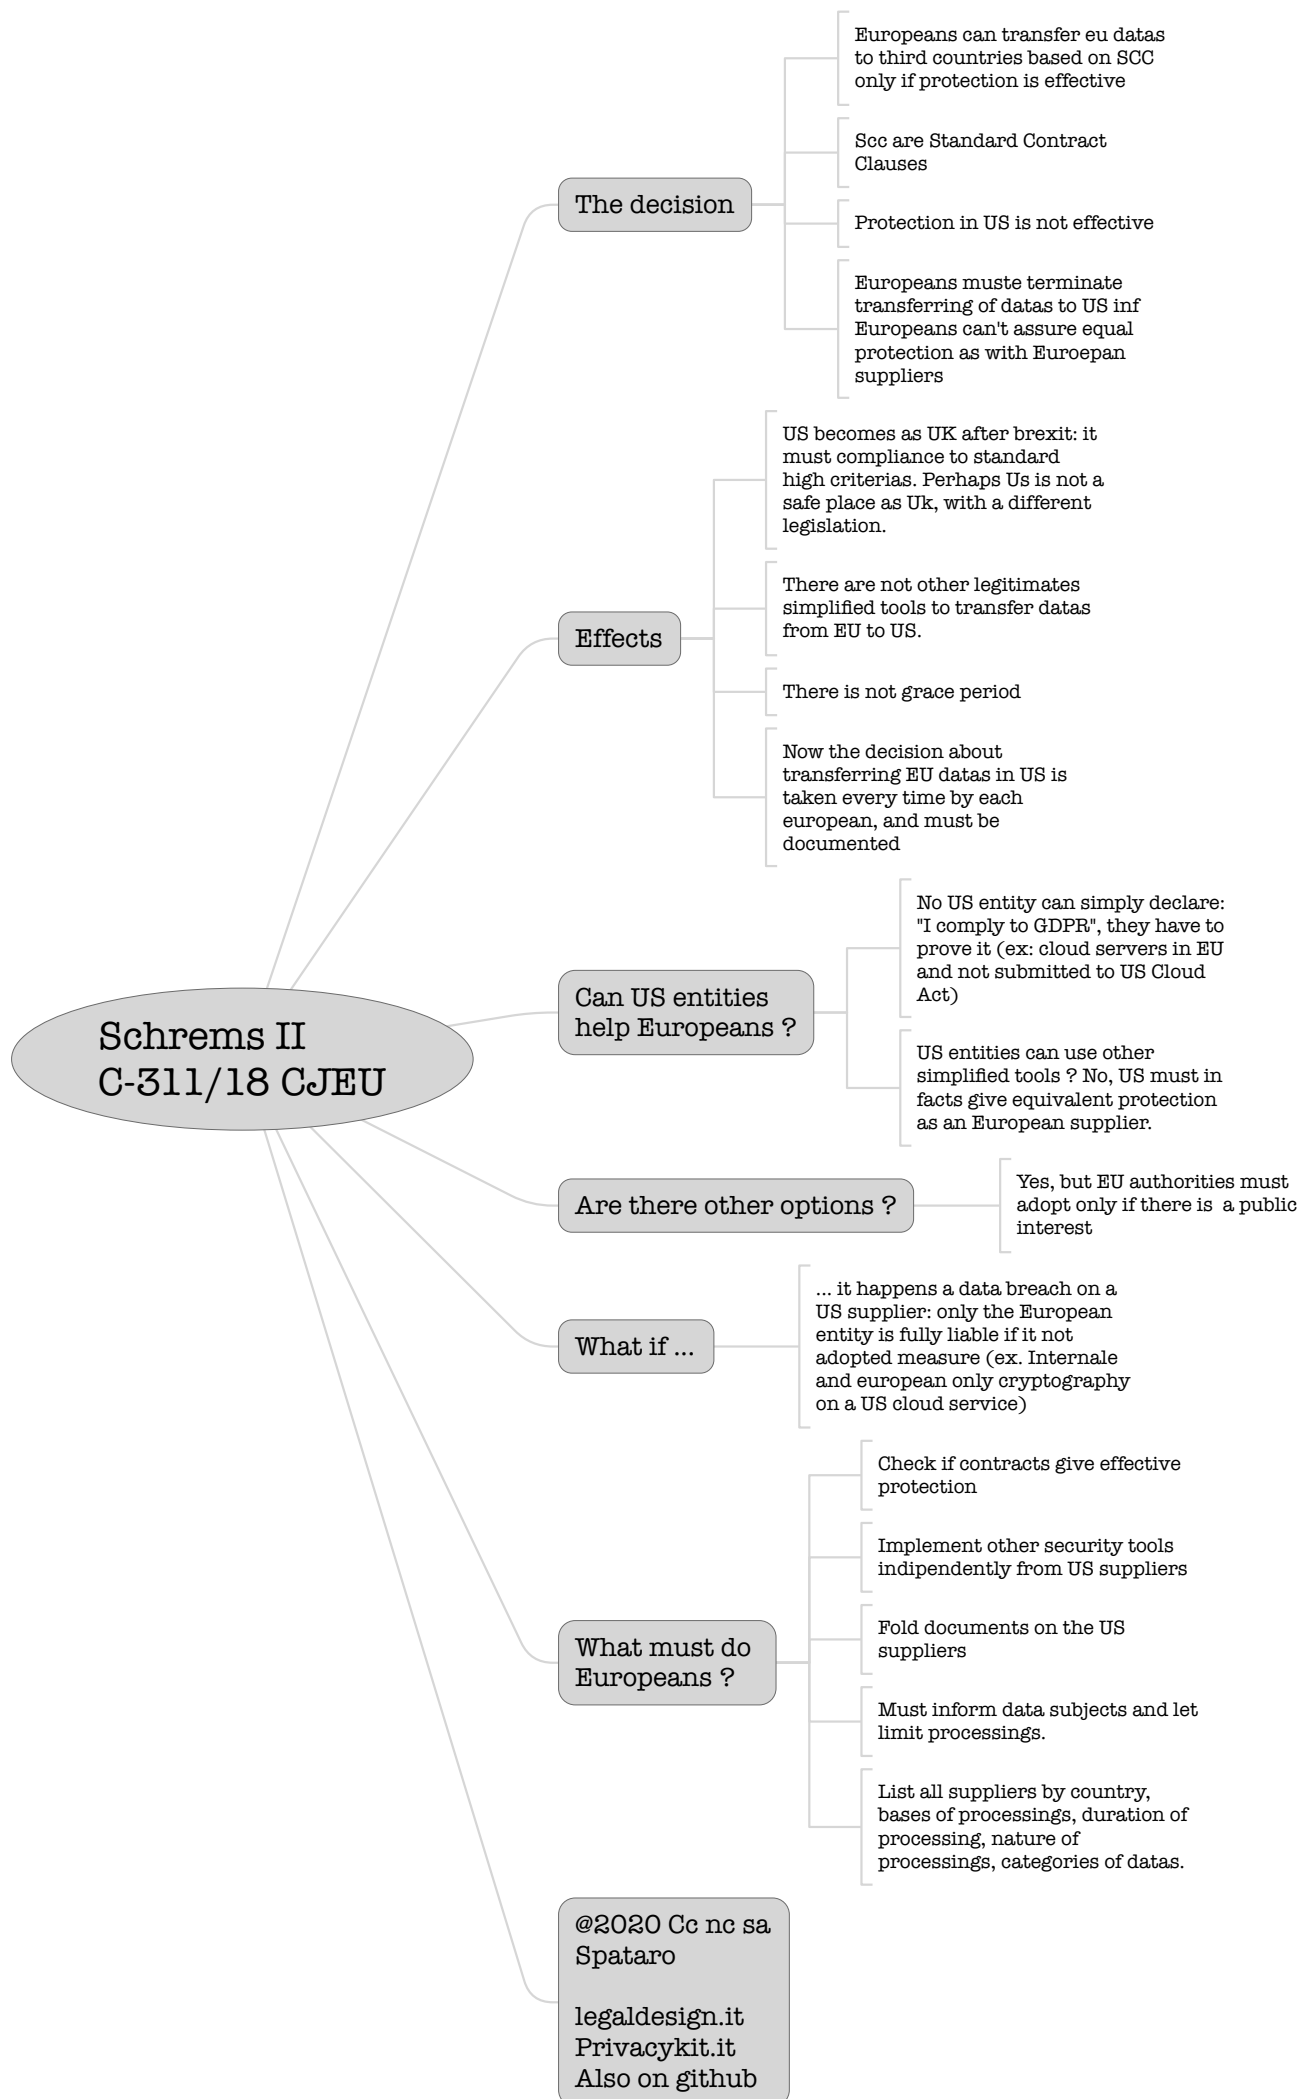 Europeans can transfer eu datas
to third countries based on SCC
only if protection is effective
Scc are Standard Contract
Clauses
The decision
Protection in US is not effective
Europeans muste terminate
transferring of datas to US inf
Europeans can't assure equal
protection as with Euroepan
suppliers
US becomes as UK after brexit: it
must compliance to standard
high criterias. Perhaps Us is not a
safe place as Uk, with a different
legislation.
There are not other legitimates
simplified tools to transfer datas
from EU to US.
Effects
There is not grace period
Now the decision about
transferring EU datas in US is
taken every time by each
european, and must be
documented
No US entity can simply declare:
"I comply to GDPR", they have to
prove it (ex: cloud servers in EU
and not submitted to US Cloud
Act)
Can US entities
help Europeans ?
US entities can use other
simplified tools ? No, US must in
facts give equivalent protection
as an European supplier.
Schrems II
C-311/18 CJEU
Are there other options ?
Yes, but EU authorities must
adopt only if there is  a public
interest
What if ...
... it happens a data breach on a
US supplier: only the European
entity is fully liable if it not
adopted measure (ex. Internale
and european only cryptography
on a US cloud service)
Check if contracts give effective
protection
Implement other security tools
indipendently from US suppliers
Fold documents on the US
suppliers
What must do
Europeans ?
Must inform data subjects and let
limit processings.
List all suppliers by country,
bases of processings, duration of
processing, nature of
processings, categories of datas.
@2020 Cc nc sa
Spataro
legaldesign.it
Privacykit.it
Also on github